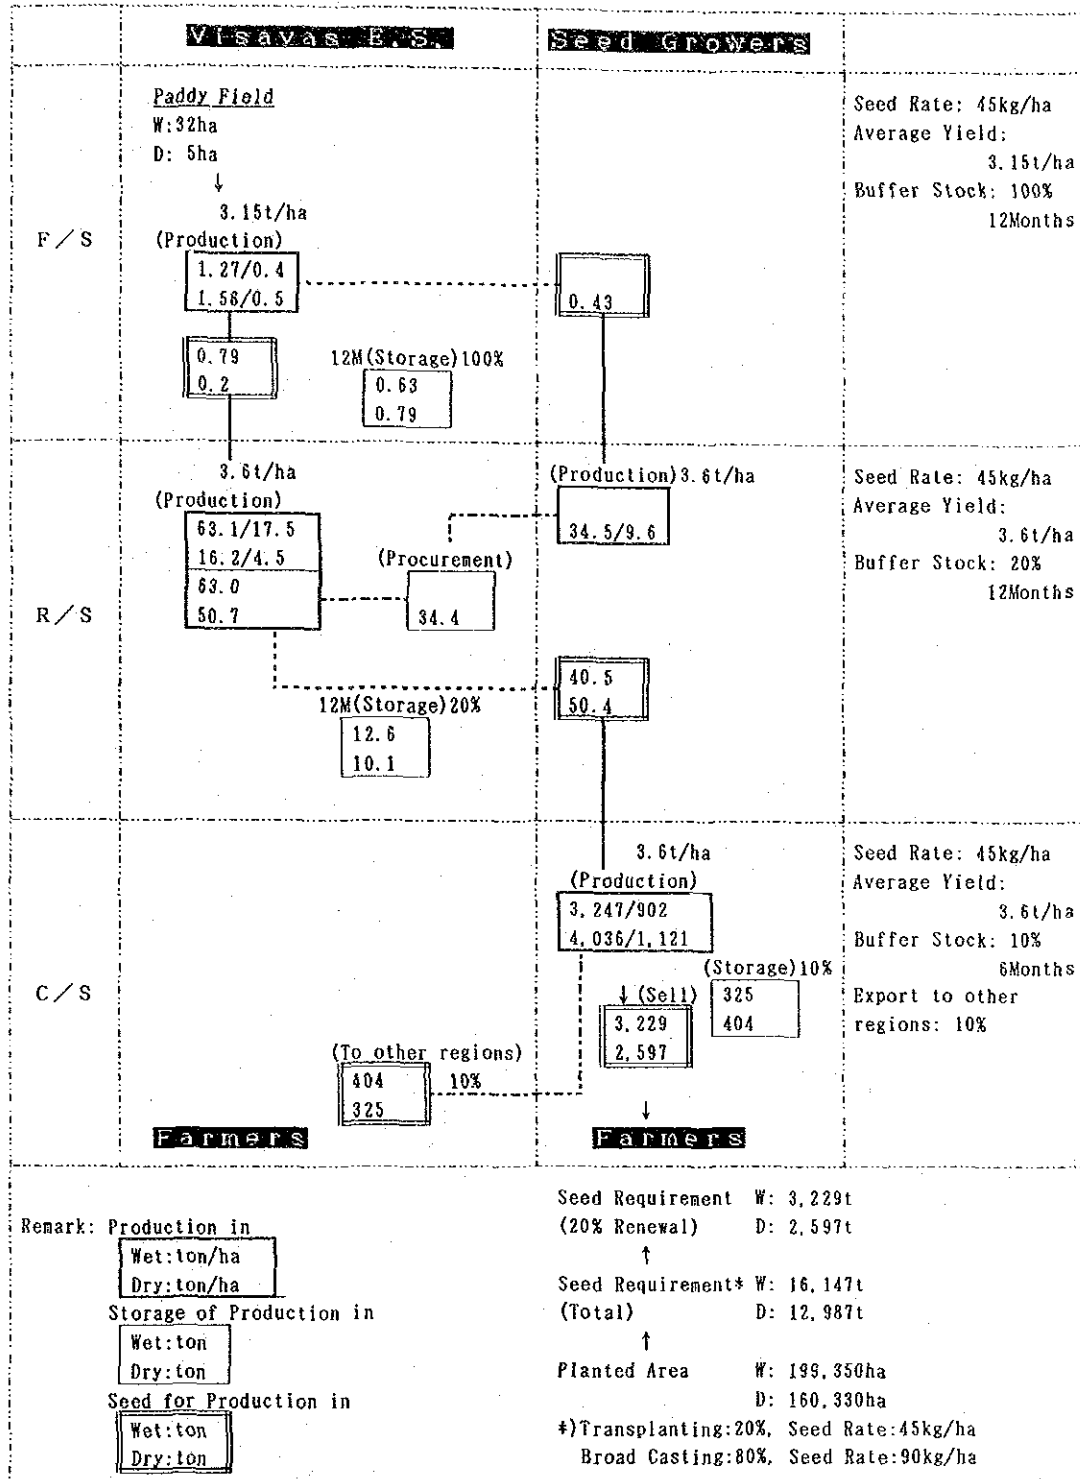 Visavas E.S.
Seed Growers
F/S
Paddy Field
W:32ha
D: 5ha
↓
3.15t/ha
(Production)
1.27/0.4
1.58/0.5
0.79
0.2
12M(Storage)100%
0.63
0.79
0.43
Seed Rate: 45kg/ha
Average Yield:
3.15t/ha
Buffer Stock: 100%
12Months
R/S
3.6t/ha
(Production)
63.1/17.5
16.2/4.5
63.0
50.7
(Procurement)
34.4
12M(Storage)20%
12.6
10.1
(Production)3.6t/ha
34.5/9.6
40.5
50.4
Seed Rate: 45kg/ha
Average Yield:
3.6t/ha
Buffer Stock: 20%
12Months
C/S
3.6t/ha
(Production)
3,247/902
4,036/1,121
(Storage)10%
325
404
↓(Sell)
3,229
2,597
(To other regions)
404 10%
325
↓
Farmers
Farmers
Seed Rate: 45kg/ha
Average Yield:
3.6t/ha
Buffer Stock: 10%
6Months
Export to other
regions: 10%
Remark: Production in
Wet:ton/ha
Dry:ton/ha
Storage of Production in
Wet:ton
Dry:ton
Seed for Production in
Wet:ton
Dry:ton
Seed Requirement W: 3,229t
(20% Renewal) D: 2,597t
↑
Seed Requirement* W: 16,147t
(Total) D: 12,987t
↑
Planted Area W: 199,350ha
D: 160,330ha
*)Transplanting:20%, Seed Rate:45kg/ha
Broad Casting:80%, Seed Rate:90kg/ha